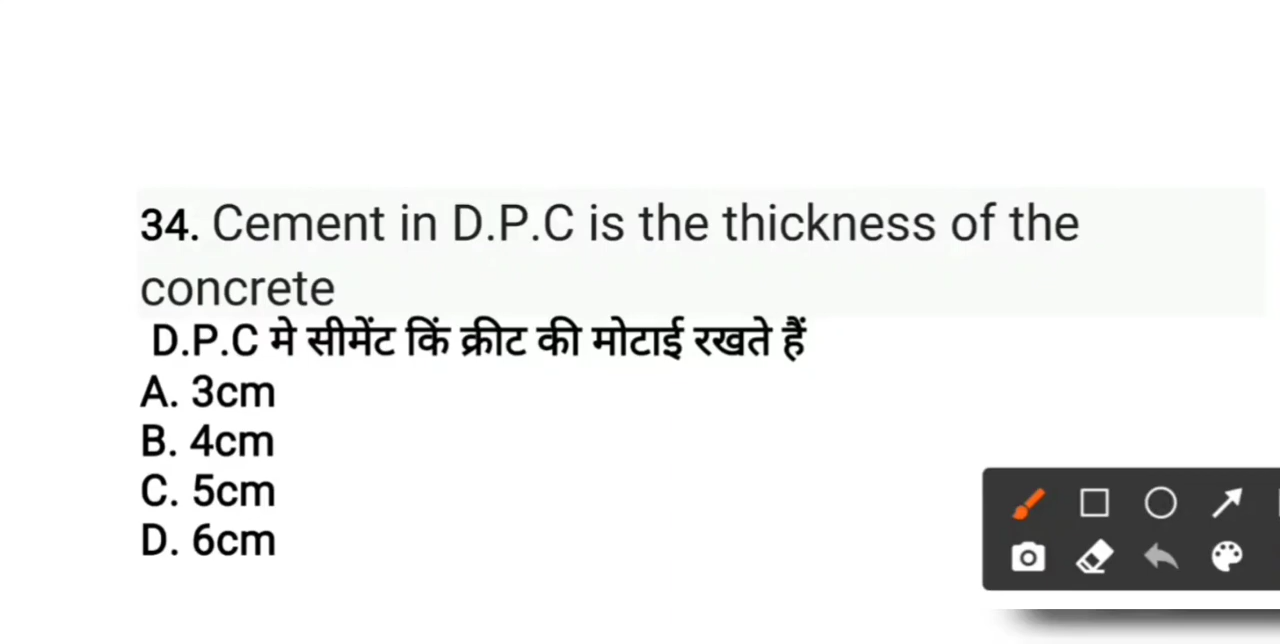 34. Cement in D.P.C is the thickness of the
concrete
D.P.C मे सीमेंट किं क्रीट की मोटाई रखते हैं
A. 3cm
B. 4cm
C. 5cm
D. 6cm